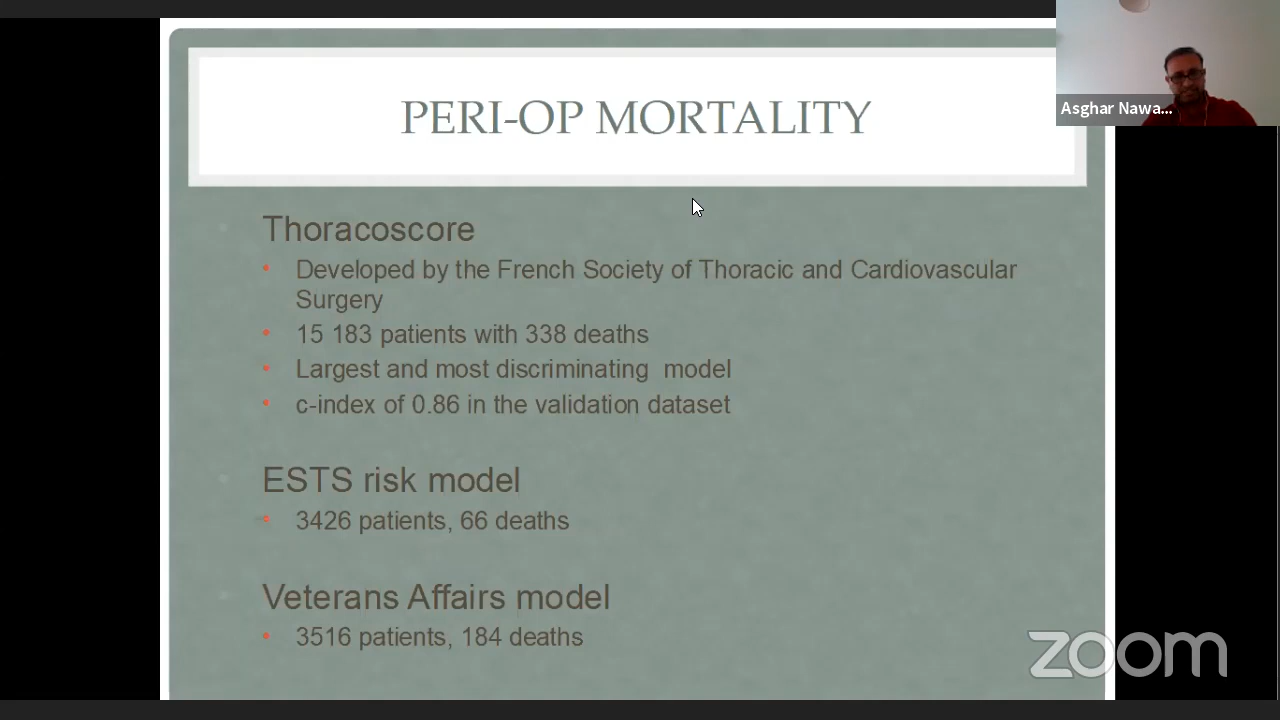 PERI-OP MORTALITY
Asghar Nawa...
Thoracoscore
Developed by the French Society of Thoracic and Cardiovascular
Surgery
15 183 patients with 338 deaths
Largest and most discriminating model
c-index of 0.86 in the validation dataset
ESTS risk model
3426 patients, 66 deaths
Veterans Affairs model
3516 patients, 184 deaths
zoom